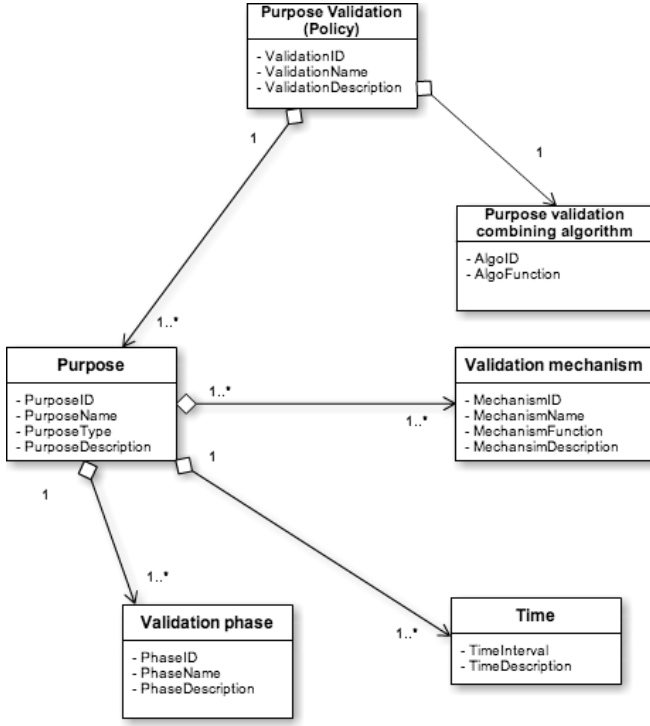 Purpose Validation
(Policy)
- ValidationID
- ValidationName
- ValidationDescription
1
1
Purpose validation
combining algorithm
- AlgoID
- AlgoFunction
1..*
Purpose
- PurposeID
- PurposeName
- PurposeType
- PurposeDescription
1..*
1..*
Validation mechanism
- MechanismID
- MechanismName
- MechanismFunction
- MechansimDescription
1
1
1..*
1..*
Validation phase
- PhaseID
- PhaseName
- PhaseDescription
Time
- TimeInterval
- TimeDescription